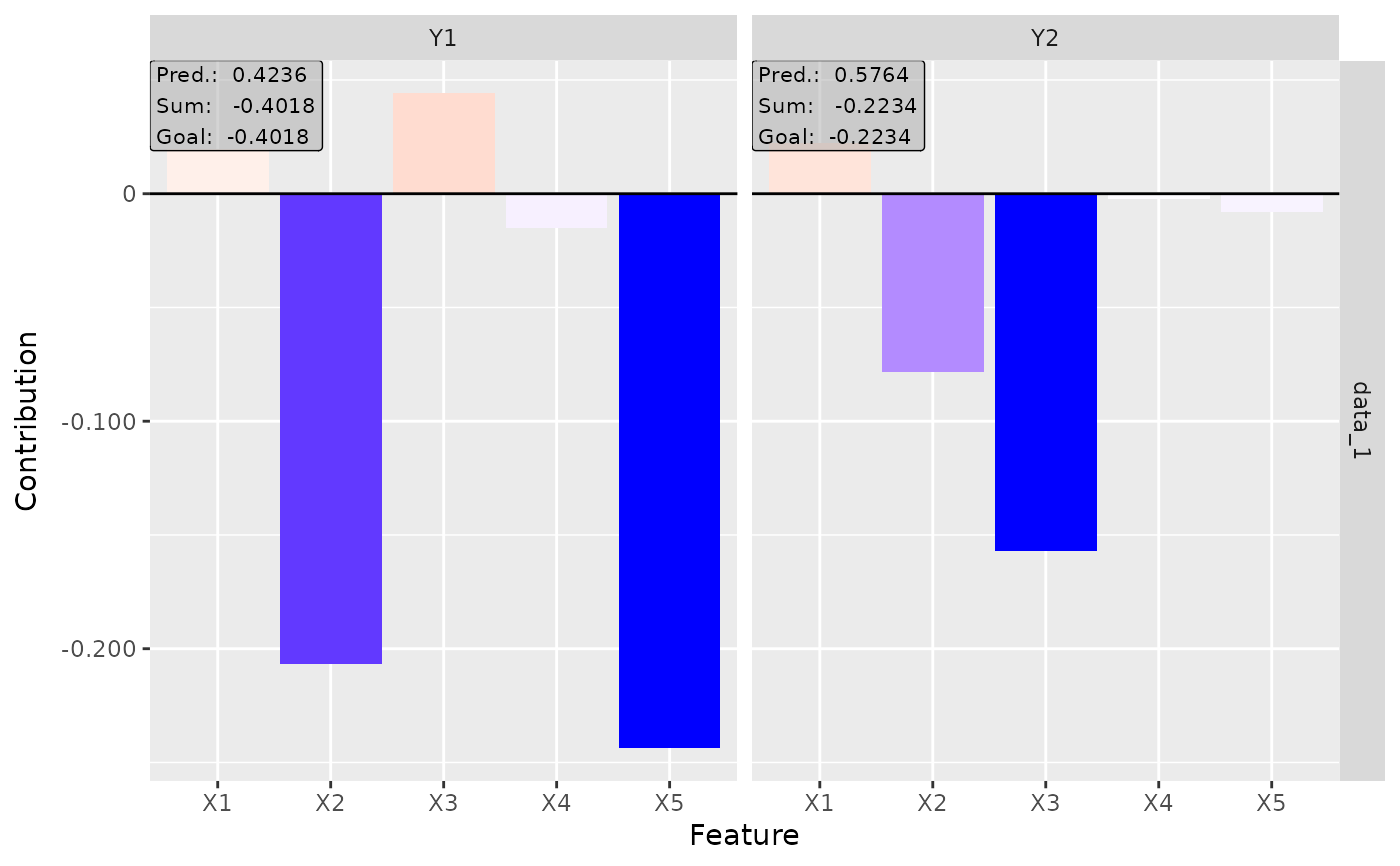 Y1
Y2
Pred.: 0.4236
Sum: -0.4018
Goal: -0.4018
Pred.: 0.5764
Sum: -0.2234
Goal: -0.2234
0
-0.100
-0.200
Contribution
data_1
X1 X2 X3 X4 X5
X1 X2 X3 X4 X5
Feature